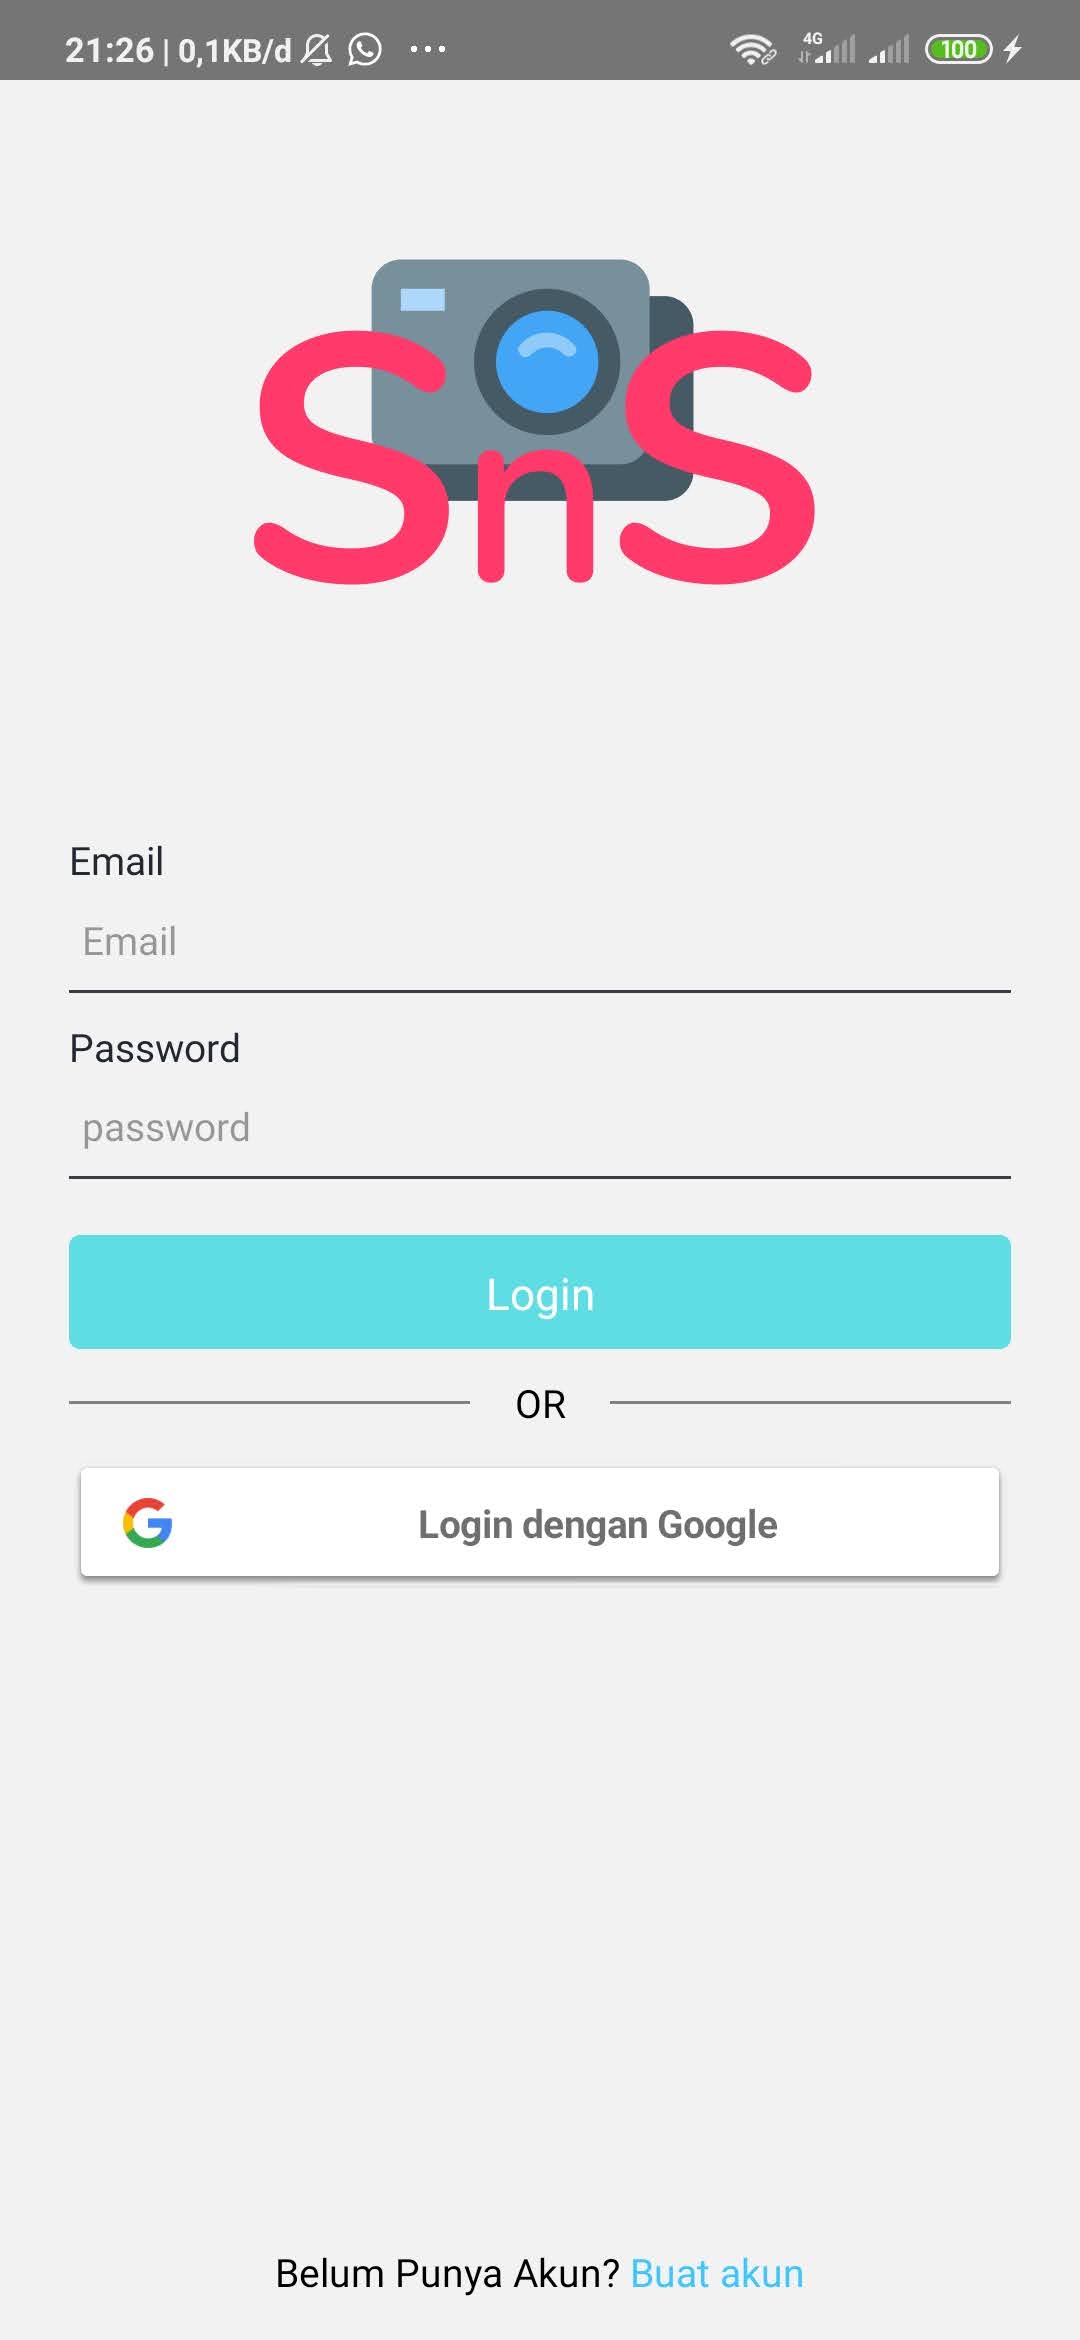 21:26 | 0,1KB/d
4G
100
SnS
Email
Email
Password
password
Login
OR
Login dengan Google
Belum Punya Akun? Buat akun